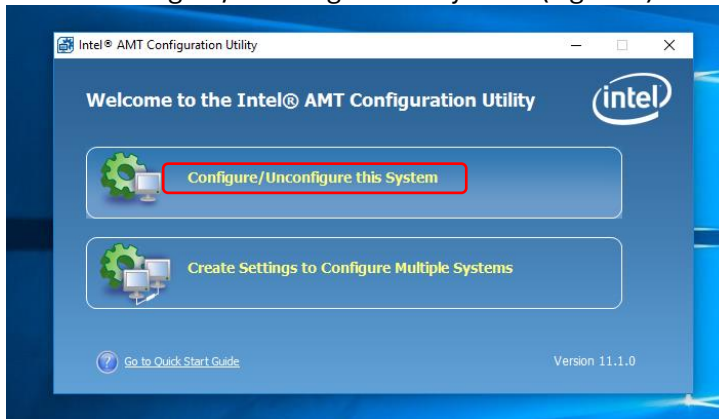 Intel® AMT Configuration Utility
Welcome to the Intel® AMT Configuration Utility
intel
Configure/Unconfigure this System
Create Settings to Configure Multiple Systems
Go to Quick Start Guide
Version 11.1.0